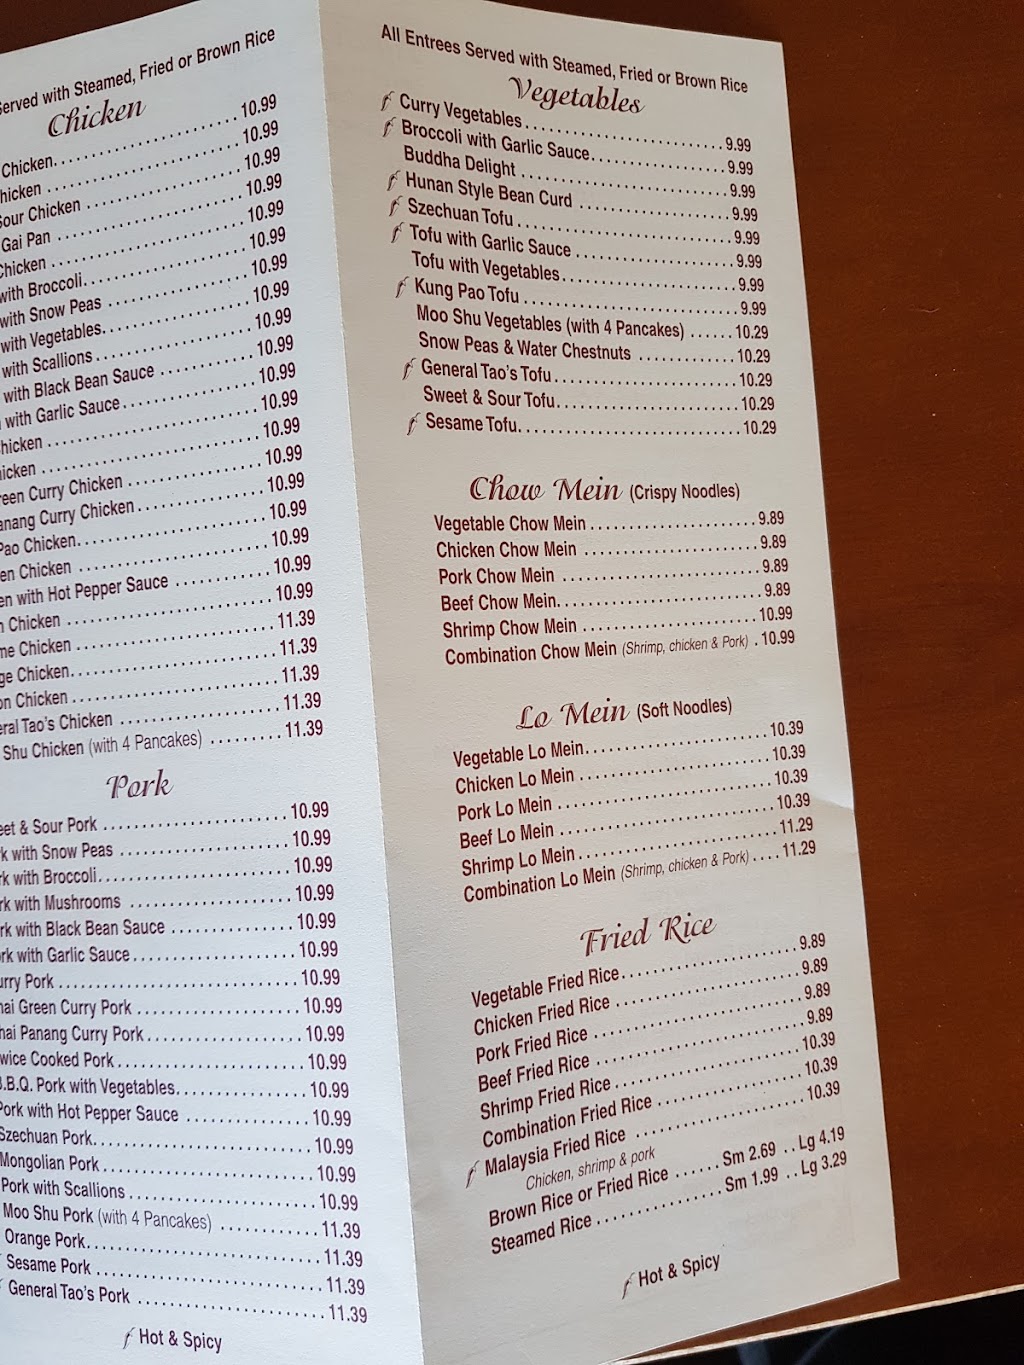 Served with Steamed, Fried or Brown Rice
Chicken
Chicken 10.99
hicken 10.99
Sour Chicken 10.99
Gai Pan 10.99
Chicken 10.99
with Broccoli 10.99
with Snow Peas 10.99
with Vegetables 10.99
with Scallions 10.99
with Black Bean Sauce 10.99
with Garlic Sauce 10.99
hicken 10.99
icken 10.99
reen Curry Chicken 10.99
anang Curry Chicken 10.99
Pao Chicken 10.99
en Chicken 10.99
en with Hot Pepper Sauce 10.99
n Chicken 10.99
me Chicken 11.39
ge Chicken 11.39
on Chicken 11.39
eral Tao's Chicken 11.39
Shu Chicken (with 4 Pancakes) 11.39
Pork
eet & Sour Pork 10.99
rk with Snow Peas 10.99
rk with Broccoli 10.99
rk with Mushrooms 10.99
rk with Black Bean Sauce 10.99
ork with Garlic Sauce 10.99
urry Pork 10.99
hai Green Curry Pork 10.99
hai Panang Curry Pork 10.99
wice Cooked Pork 10.99
B.B.Q. Pork with Vegetables 10.99
Pork with Hot Pepper Sauce 10.99
Szechuan Pork 10.99
Mongolian Pork 10.99
Pork with Scallions 10.99
Moo Shu Pork (with 4 Pancakes) 11.39
Orange Pork 11.39
Sesame Pork 11.39
General Tao's Pork 11.39
Hot & Spicy
All Entrees Served with Steamed, Fried or Brown Rice
Vegetables
Curry Vegetables 9.99
Broccoli with Garlic Sauce 9.99
Buddha Delight 9.99
Hunan Style Bean Curd 9.99
Szechuan Tofu 9.99
Tofu with Garlic Sauce 9.99
Tofu with Vegetables 9.99
Kung Pao Tofu 9.99
Moo Shu Vegetables (with 4 Pancakes) 10.29
Snow Peas & Water Chestnuts 10.29
General Tao's Tofu 10.29
Sweet & Sour Tofu 10.29
Sesame Tofu 10.29
Chow Mein (Crispy Noodles)
Vegetable Chow Mein 9.89
Chicken Chow Mein 9.89
Pork Chow Mein 9.89
Beef Chow Mein 9.89
Shrimp Chow Mein 10.99
Combination Chow Mein (Shrimp, chicken & Pork) 10.99
Lo Mein (Soft Noodles)
Vegetable Lo Mein 10.39
Chicken Lo Mein 10.39
Pork Lo Mein 10.39
Beef Lo Mein 10.39
Shrimp Lo Mein 11.29
Combination Lo Mein (Shrimp, chicken & Pork) 11.29
Fried Rice
Vegetable Fried Rice 9.89
Chicken Fried Rice 9.89
Pork Fried Rice 9.89
Beef Fried Rice 9.89
Shrimp Fried Rice 10.39
Combination Fried Rice 10.39
Malaysia Fried Rice 10.39
Chicken, shrimp & pork
Brown Rice or Fried Rice Sm 2.69 Lg 4.19
Steamed Rice Sm 1.99 Lg 3.29
Hot & Spicy